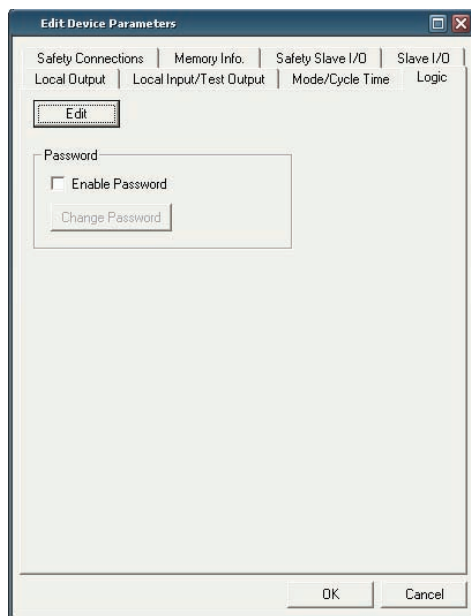 Edit Device Parameters
Safety Connections Memory Info. Safety Slave I/O Slave I/O
Local Output Local Input/Test Output Mode/Cycle Time Logic
Edit
Password
Enable Password
Change Password
OK Cancel